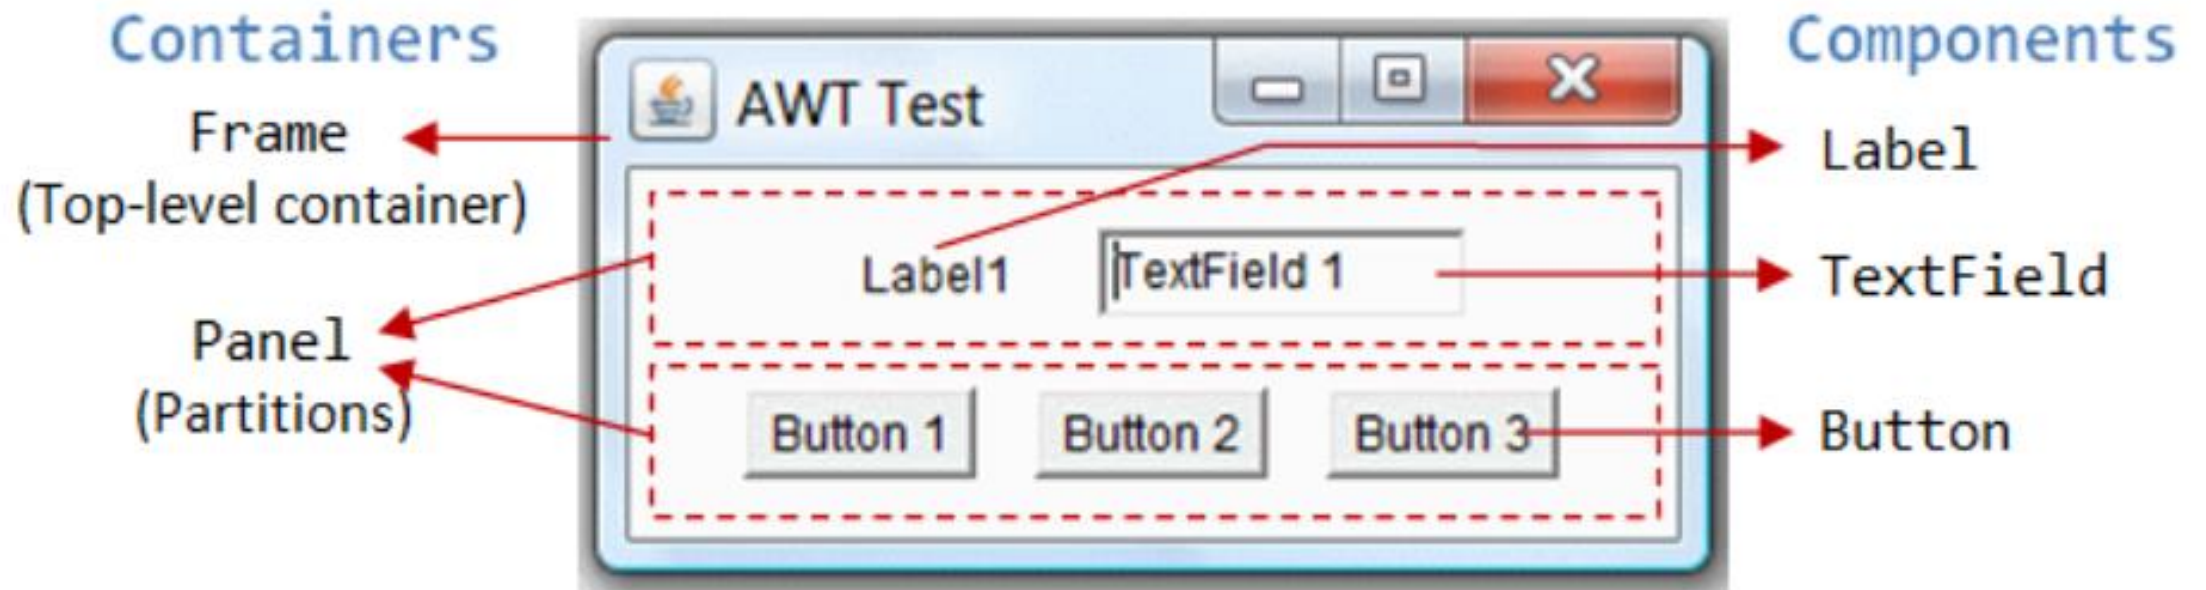 Containers
Frame
(Top-level container)
Panel
(Partitions)
AWT Test
Label1
TextField 1
Button 1
Button 2
Button 3
Components
Label
TextField
Button